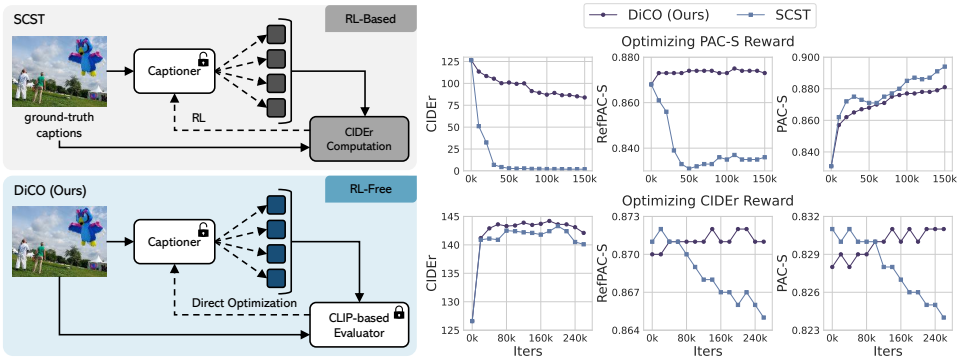 SCST
RL-Based
Captioner
RL
ground-truth
captions
CIDEr
Computation
DiCO (Ours)
RL-Free
Captioner
Direct Optimization
CLIP-based
Evaluator
DiCO (Ours)
SCST
Optimizing PAC-S Reward
CIDEr
125
100
75
50
25
0
0k
50k
100k
150k
RefPAC-S
0.880
0.860
0.840
0k
50k
100k
150k
PAC-S
0.900
0.880
0.860
0.840
0k
50k
100k
150k
Optimizing CIDEr Reward
CIDEr
145
142
140
136
131
125
0k
80k
160k
240k
Iters
RefPAC-S
0.873
0.870
0.867
0.864
0k
80k
160k
240k
Iters
PAC-S
0.832
0.829
0.826
0.823
0k
80k
160k
240k
Iters